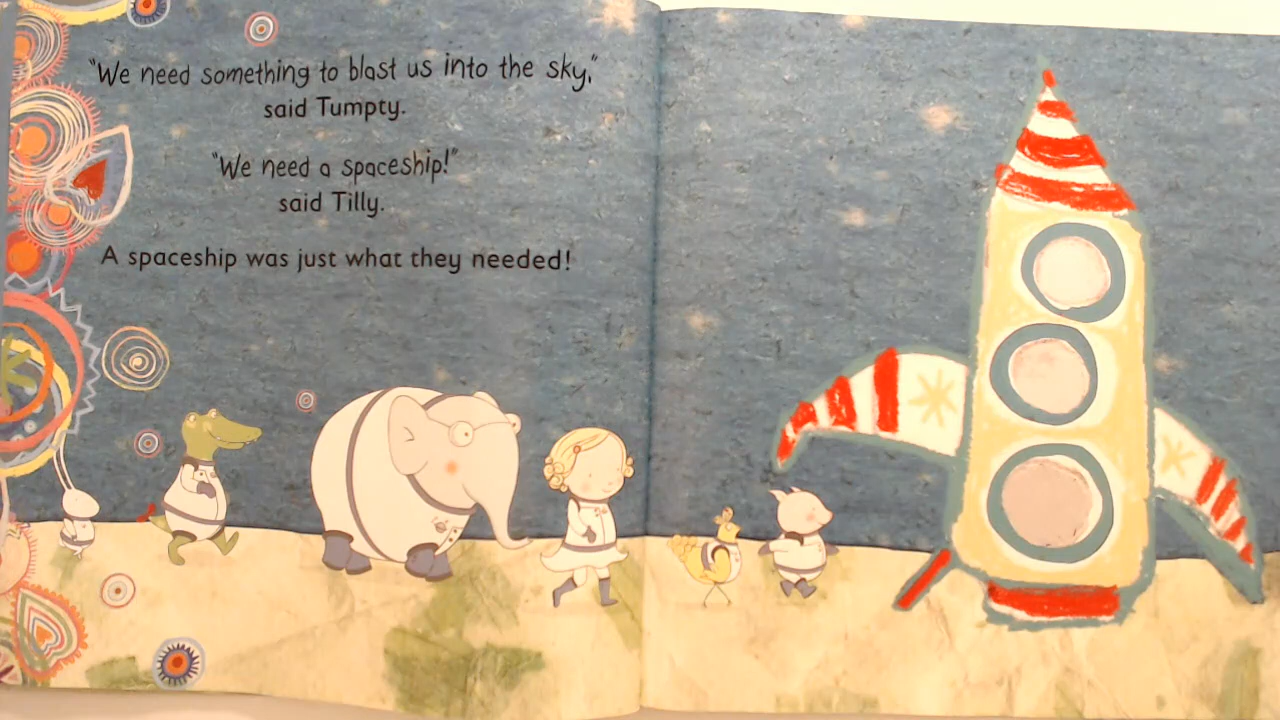 "We need something to blast us into the sky,"
said Tumpty.
"We need a spaceship!"
said Tilly.
A spaceship was just what they needed!